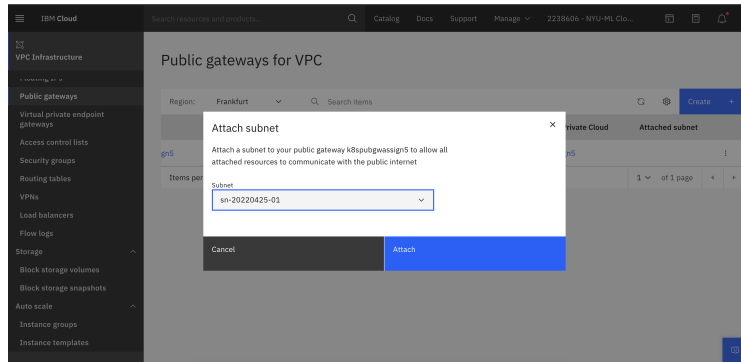 IBM Cloud
Search resources and products...
Catalog
Docs
Support
Manage
2238606 - NYU-ML Clo...
VPC Infrastructure
Floating IPs
Public gateways
Virtual private endpoint
gateways
Access control lists
Security groups
Routing tables
VPNs
Load balancers
Flow logs
Storage
Block storage volumes
Block storage snapshots
Auto scale
Instance groups
Instance templates
Public gateways for VPC
Region:
Frankfurt
Search items
Create +
Private Cloud
Attached subnet
gn5
gn5
Items per
1
of 1 page
Attach subnet
Attach a subnet to your public gateway k8spubgwassign5 to allow all
attached resources to communicate with the public internet
Subnet
sn-20220425-01
Cancel
Attach